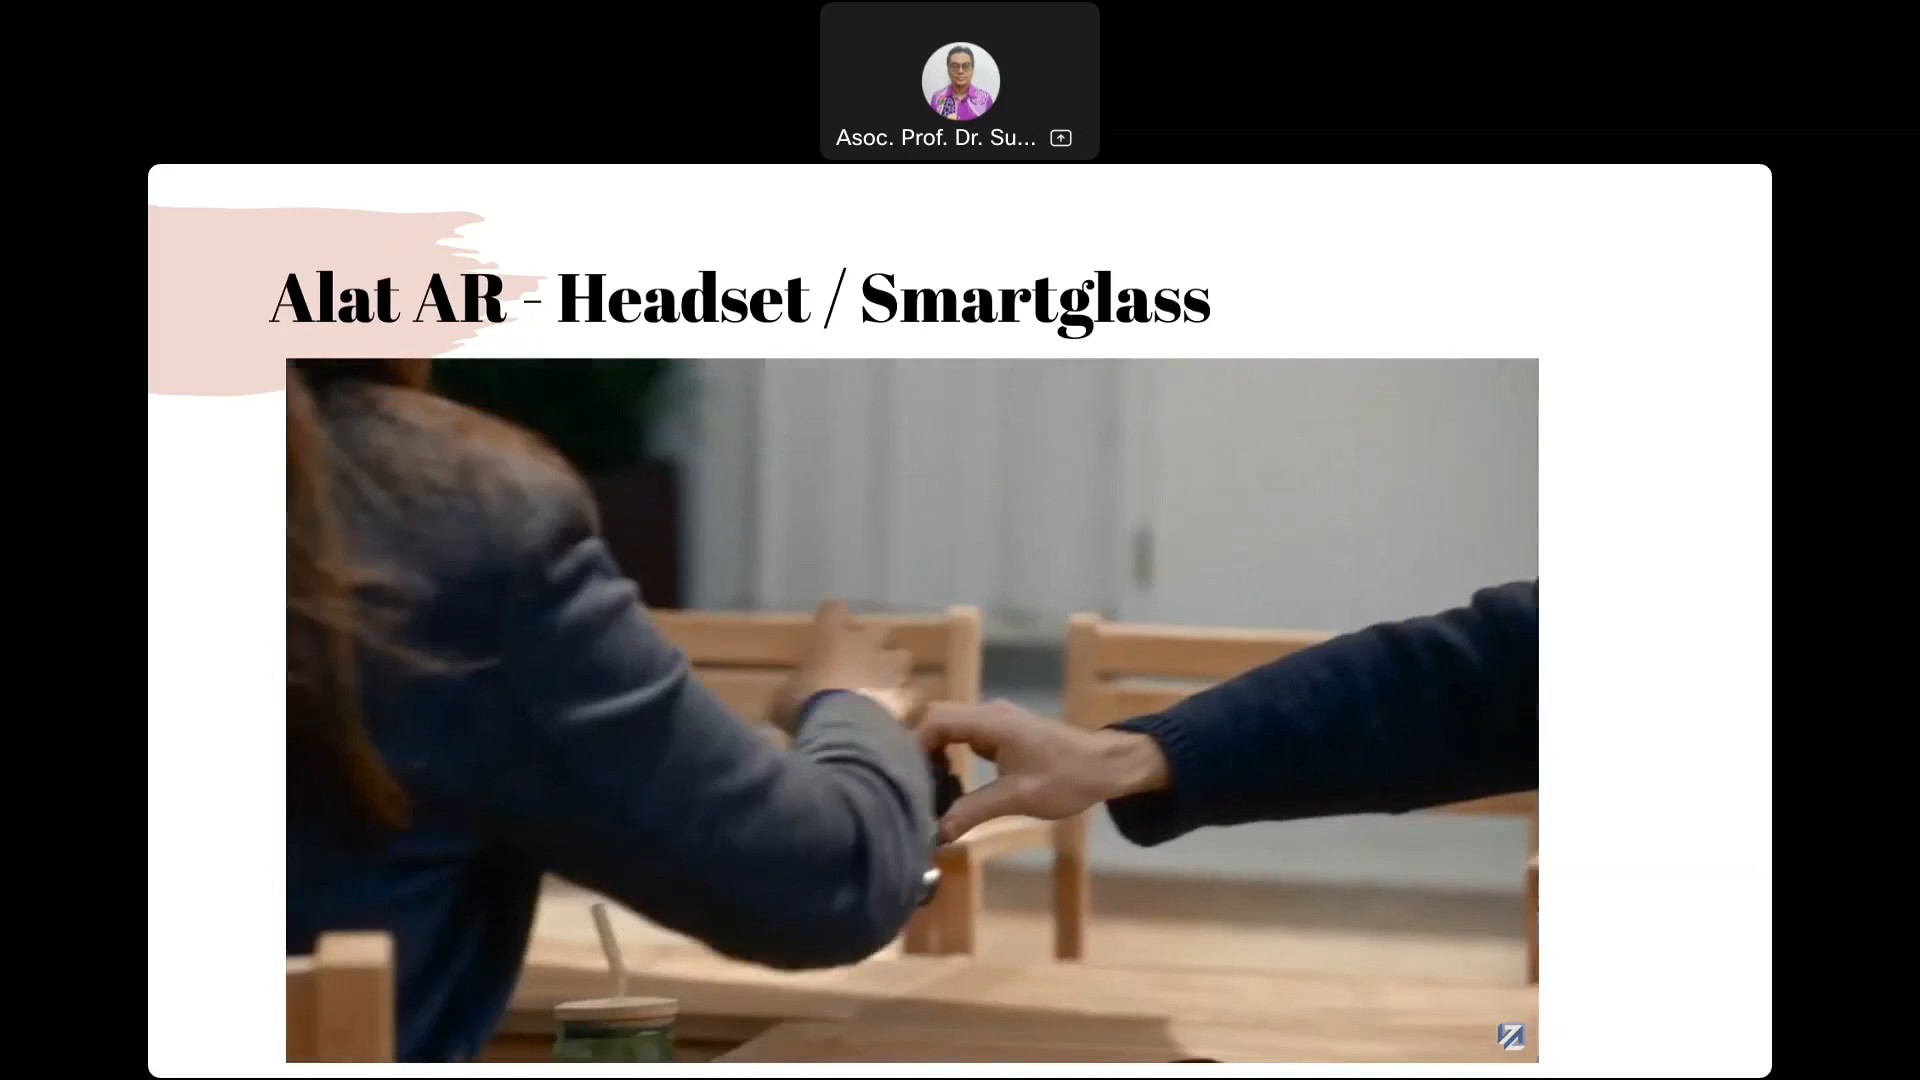 Asoc. Prof. Dr. Su...
Alat AR - Headset / Smartglass